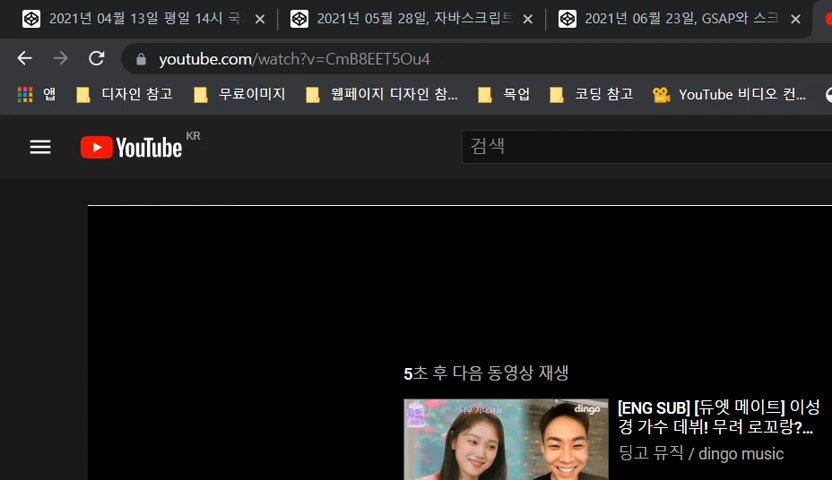 2021년 04월 13일 평일 14시 국
2021년 05월 28일, 자바스크립트
2021년 06월 23일, GSAP와 스크
youtube.com/watch?v=CmB8EET5Ou4
앱 디자인 참고 무료이미지 웹페이지 디자인 참... 목업 코딩 참고 YouTube 비디오 컨...
YouTube KR
검색
5초 후 다음 동영상 재생
dingo
[ENG SUB] [듀엣 메이트] 이성
경 가수 데뷔! 무려 로꼬랑?...
딩고 뮤직 / dingo music